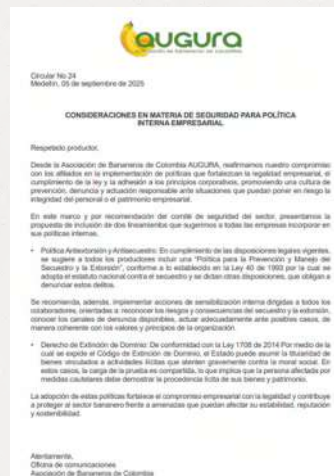 augura
Asociación de Bananeros de Colombia
Circular No 24
Medellín, 05 de septiembre de 2025
CONSIDERACIONES EN MATERIA DE SEGURIDAD PARA POLÍTICA
INTERNA EMPRESARIAL
Respetado productor,
Desde la Asociación de Bananeros de Colombia AUGURA, reafirmamos nuestro compromiso
con los afiliados en la implementación de políticas que fortalezcan la legalidad empresarial, el
cumplimiento de la ley y la adhesión a los principios corporativos, promoviendo una cultura de
prevención, denuncia y actuación responsable ante situaciones que puedan poner en riesgo la
integridad del personal o el patrimonio empresarial.
En este marco y por recomendación del comité de seguridad del sector, presentamos la
propuesta de inclusión de dos lineamientos que sugerimos a todas las empresas incorporar en
sus políticas internas.
• Política Antiextorsión y Antisecuestro: En cumplimiento de las disposiciones legales vigentes,
se sugiere a todos los productores incluir una "Política para la Prevención y Manejo del
Secuestro y la Extorsión", conforme a lo establecido en la Ley 40 de 1993 por la cual se
adopta el estatuto nacional contra el secuestro y se dictan otras disposiciones, que obligan a
denunciar estos delitos.
Se recomienda, además, implementar acciones de sensibilización interna dirigidas a todos los
colaboradores, orientadas a reconocer los riesgos y consecuencias del secuestro y la extorsión,
conocer los canales de denuncia disponibles, actuar adecuadamente ante posibles casos, de
manera coherente con los valores y principios de la organización.
• Derecho de Extinción de Dominio: De conformidad con la Ley 1708 de 2014 Por medio de la
cual se expide el Código de Extinción de Dominio, el Estado puede asumir la titularidad de
bienes vinculados a actividades ilícitas que atenten gravemente contra la moral social. En
estos casos, la carga de la prueba es compartida, lo que implica que la persona afectada por
medidas cautelares debe demostrar la procedencia lícita de sus bienes y patrimonio.
La adopción de estas políticas fortalece el compromiso empresarial con la legalidad y contribuye
a proteger al sector bananero frente a amenazas que puedan afectar su estabilidad, reputación
y sostenibilidad.
Atentamente,
Oficina de comunicaciones
Asociación de Bananeros de Colombia